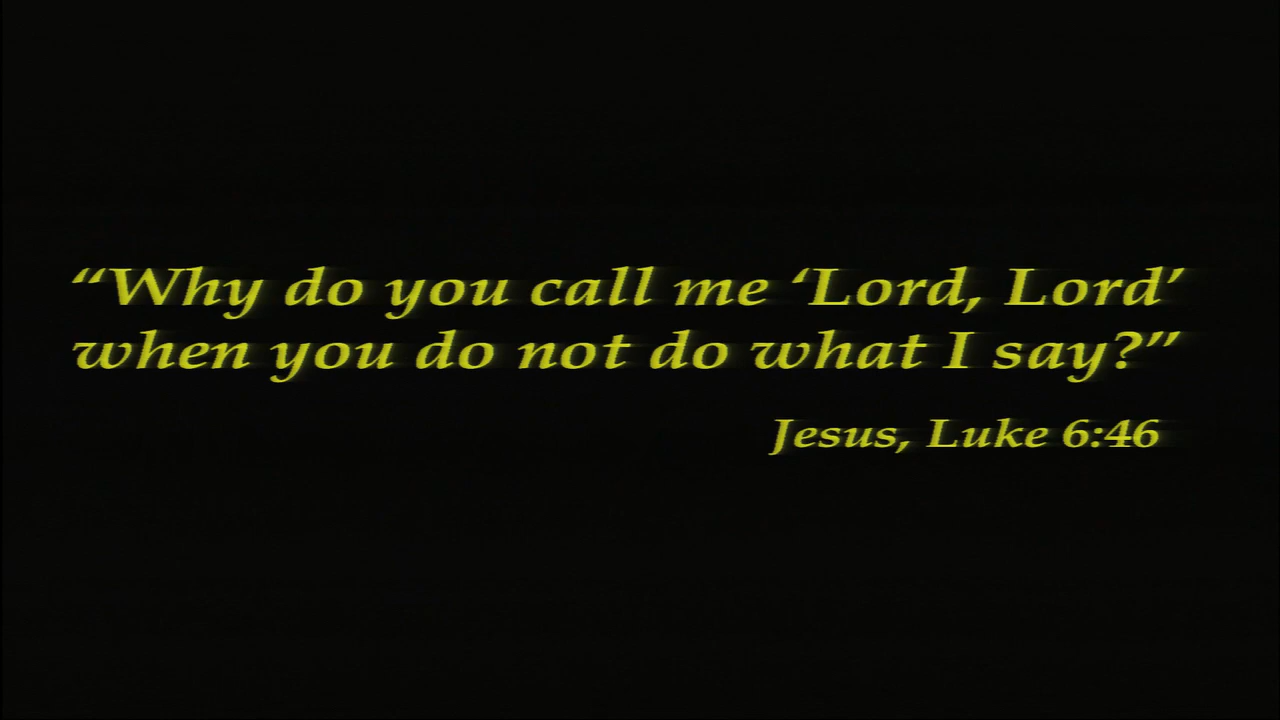 “Why do you call me ‘Lord, Lord’
when you do not do what I say?”
Jesus, Luke 6:46